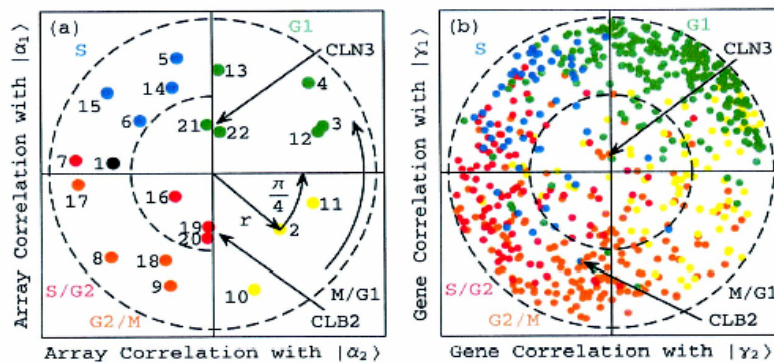 (a)
G1
S
CLN3
5
13
4
14
15
6
21
22
12
3
7
1
17
16
π/4
11
r
2
19
20
8
18
9
10
S/G2
G2/M
M/G1
CLB2
Array Correlation with |α₁⟩
Array Correlation with |α₂⟩
(b)
G1
S
CLN3
S/G2
G2/M
M/G1
CLB2
Gene Correlation with |γ₁⟩
Gene Correlation with |γ₂⟩